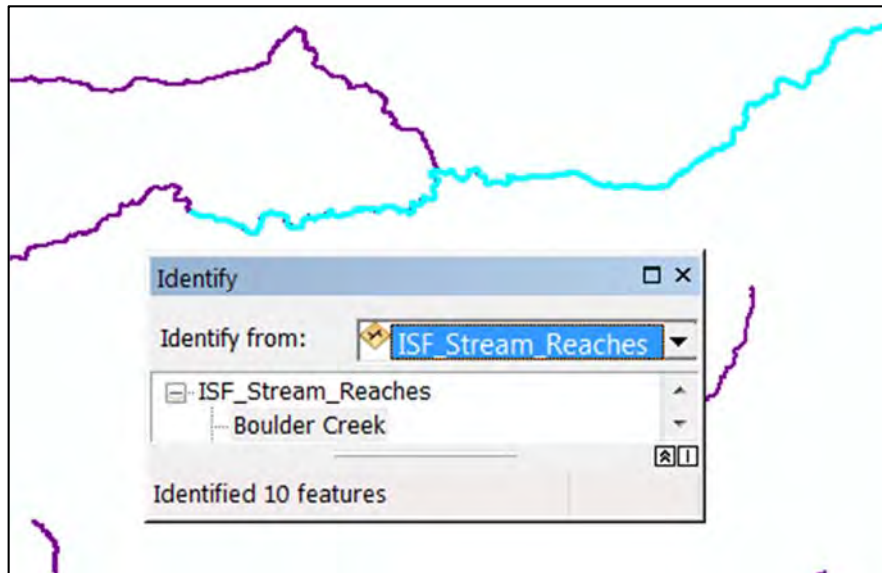 Identify
Identify from: ISF_Stream_Reaches
ISF_Stream_Reaches
Boulder Creek
Identified 10 features